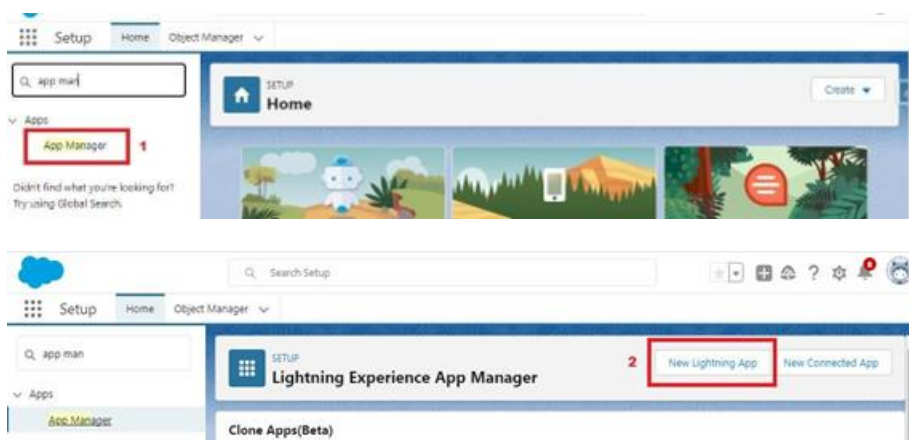 Setup Home Object Manager
app man
SETUP
Home
Create
Apps
App Manager 1
Didn't find what you're looking for?
Try using Global Search.
Search Setup
Setup Home Object Manager
app man
SETUP
Lightning Experience App Manager
2 New Lightning App New Connected App
Apps
App Manager
Clone Apps(Beta)